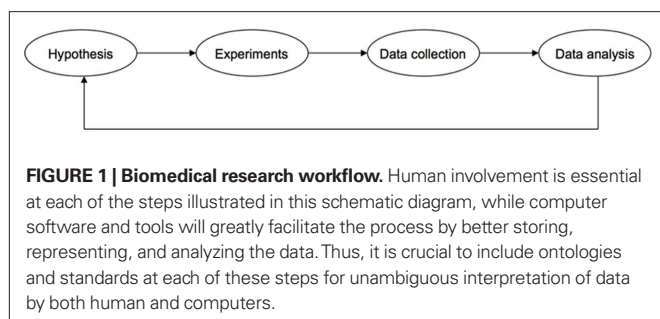 Hypothesis Experiments Data collection Data analysis
FIGURE 1 | Biomedical research workflow. Human involvement is essential
at each of the steps illustrated in this schematic diagram, while computer
software and tools will greatly facilitate the process by better storing,
representing, and analyzing the data. Thus, it is crucial to include ontologies
and standards at each of these steps for unambiguous interpretation of data
by both human and computers.